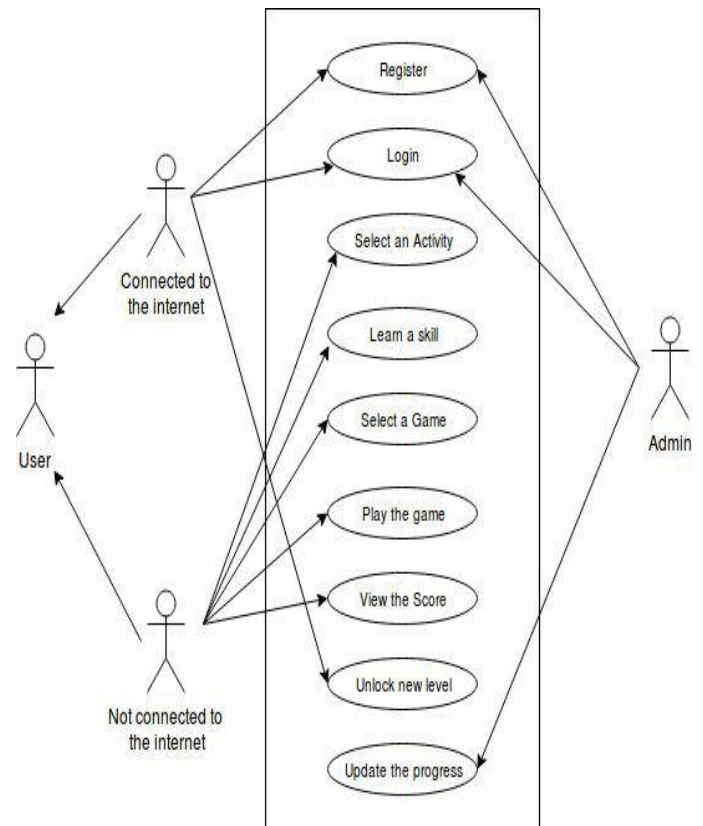 Register
Login
Connected to
the internet
Select an Activity
Learn a skill
User
Select a Game
Admin
Play the game
View the Score
Not connected to
the internet
Unlock new level
Update the progress